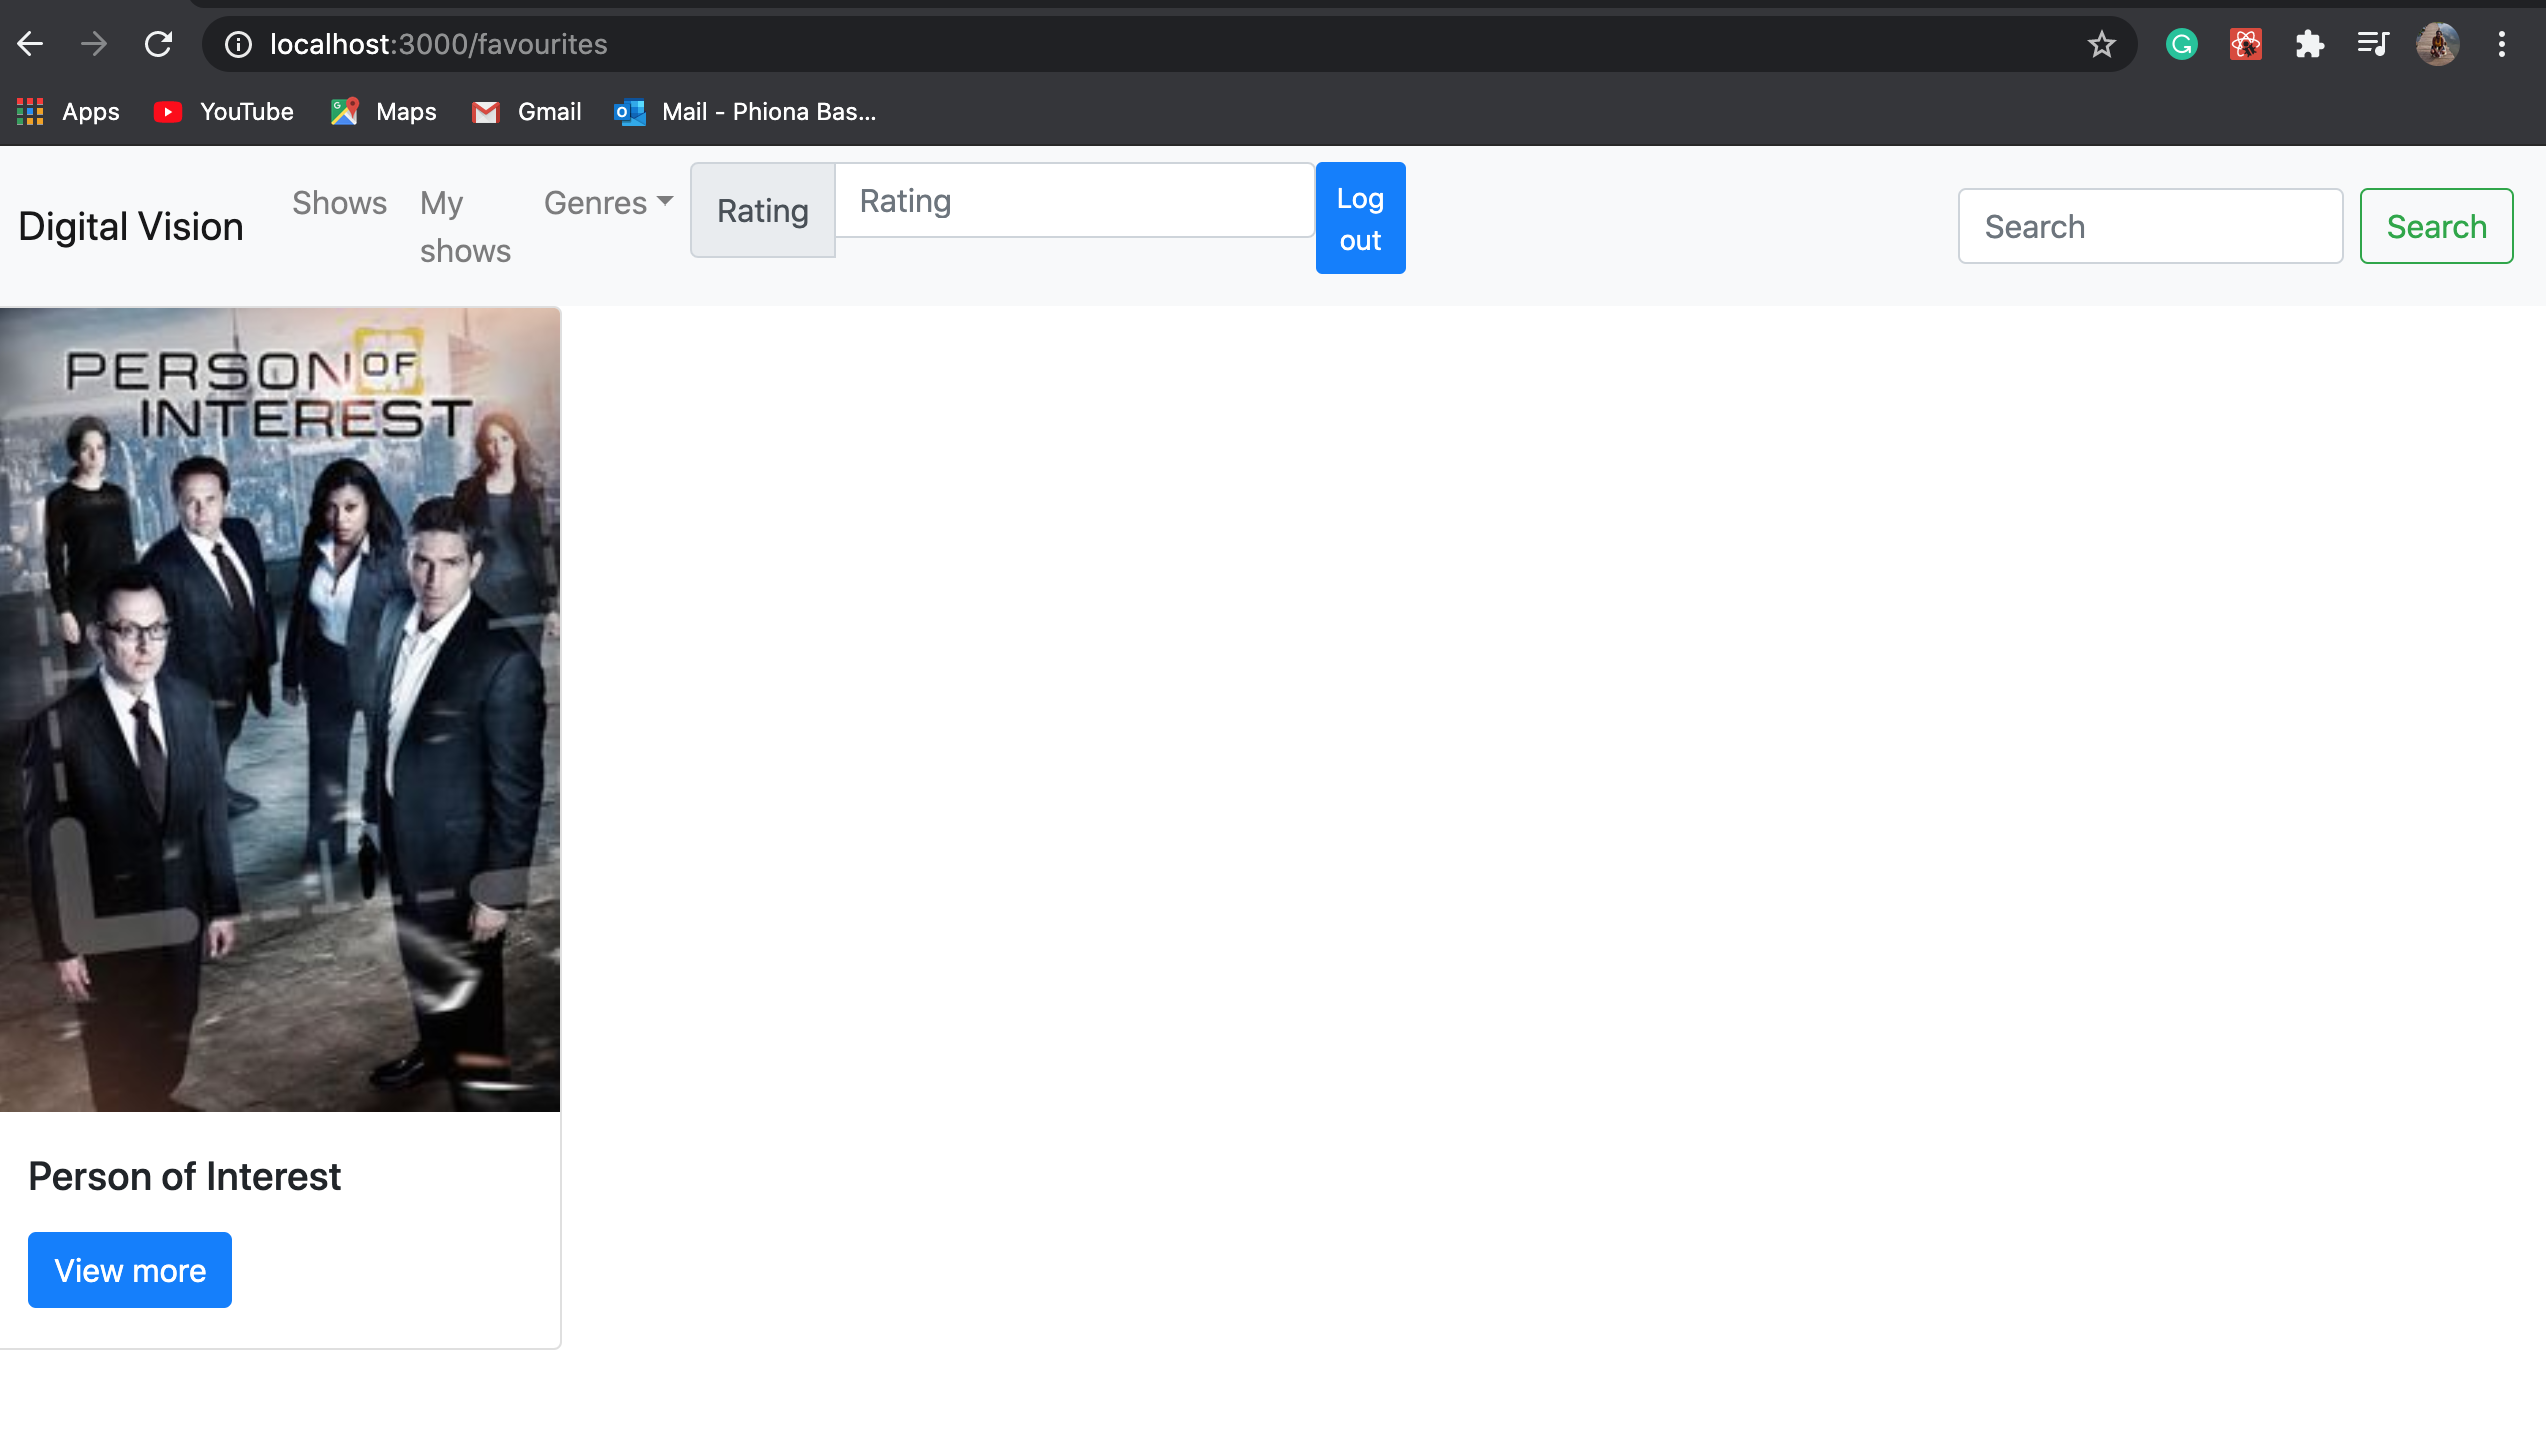 localhost:3000/favourites
Apps YouTube Maps Gmail Mail - Phiona Bas...
Digital Vision
Shows
My
shows
Genres
Rating
Rating
Log
out
Search
Search
PERSON OF
INTEREST
Person of Interest
View more